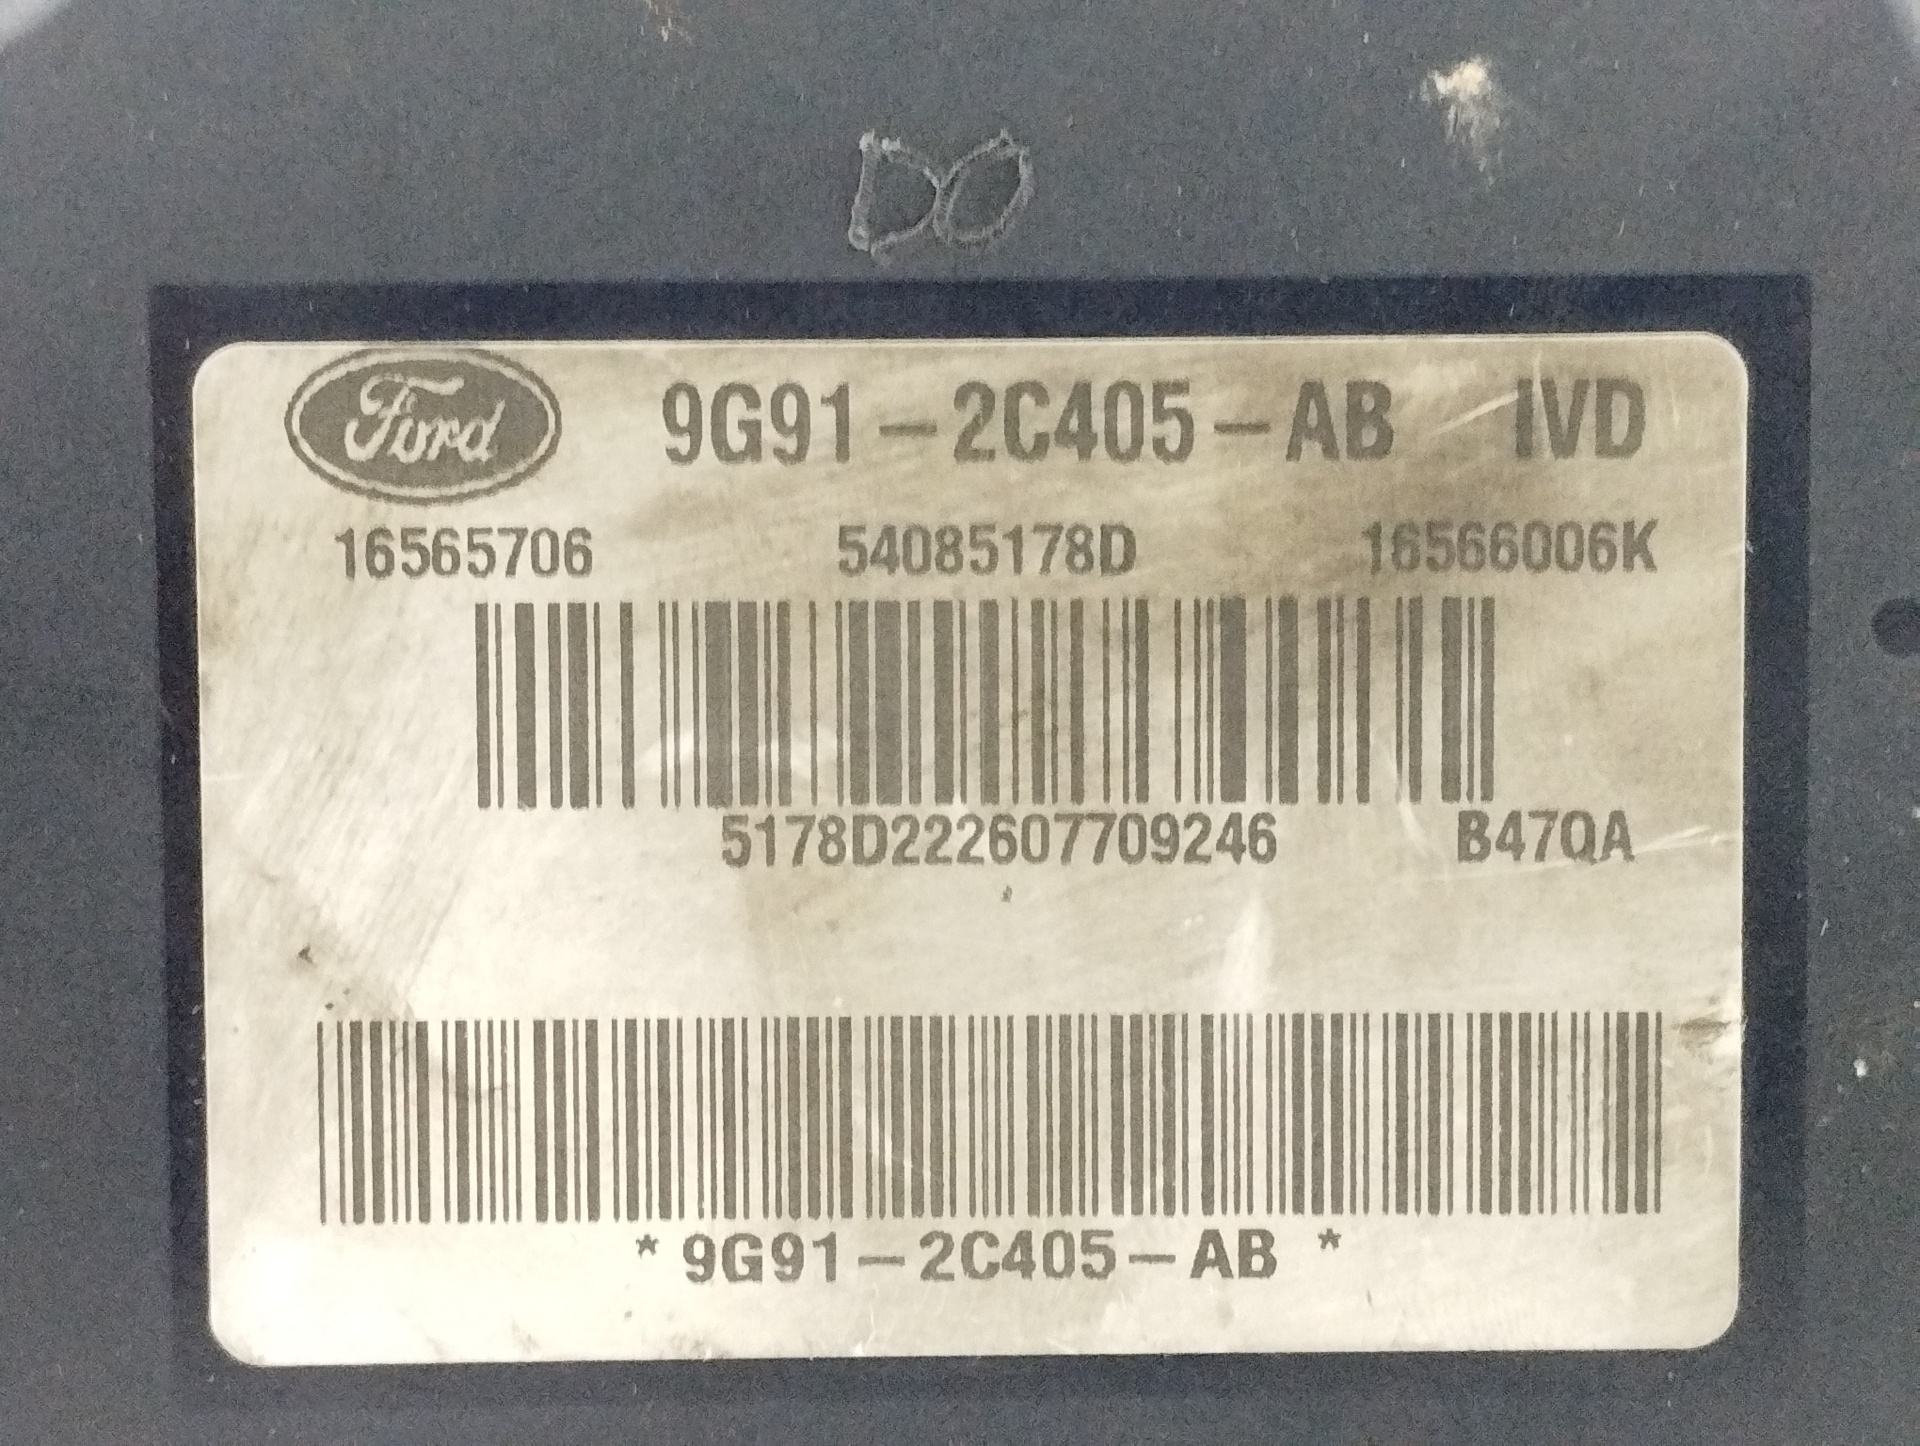 DO
Ford 9G91-2C405-AB IVD
16565706 54085178D 16566006K
5178D222607709246 B47QA
*9G91-2C405-AB*